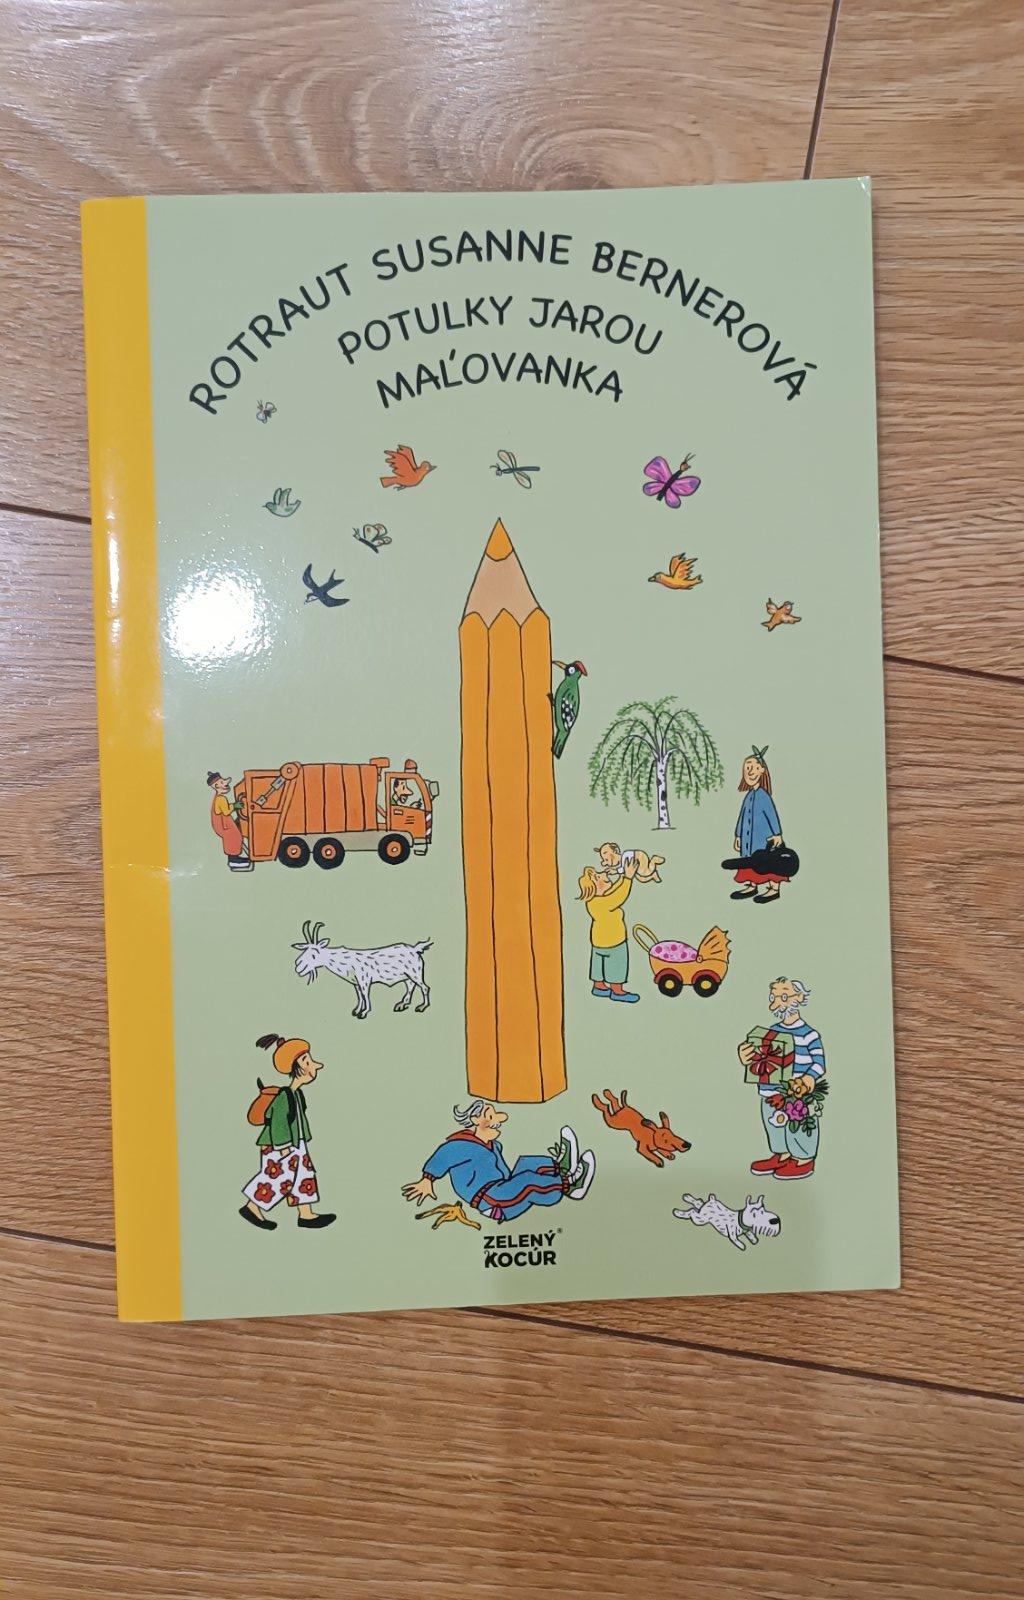 ROTRAUT SUSANNE BERNEROVÁ
POTULKY JAROU
MAĽOVANKA
ZELENÝ®
KOCÚR